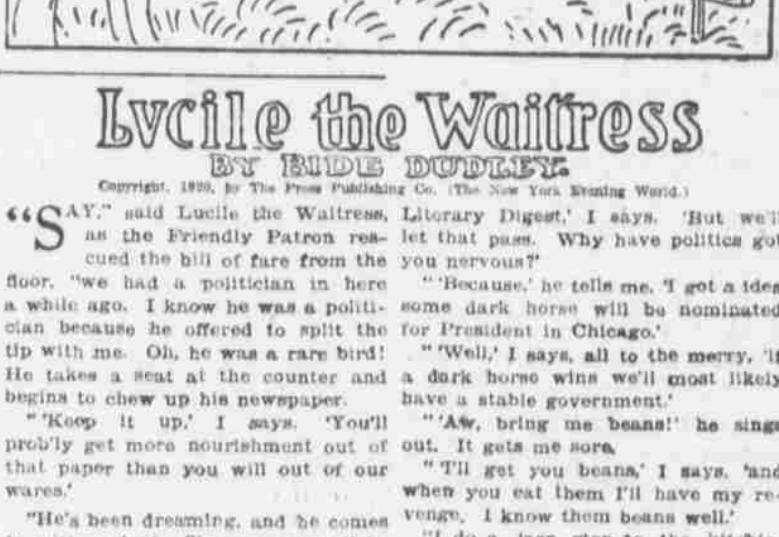 Lucile the Waitress
BY BIDE DUDLEY.
Copyright, 1920, by The Press Publishing Co. (The New York Evening World.)
"SAY," said Lucile the Waitress,
as the Friendly Patron res-
cued the bill of fare from the
floor, "we had a politician in here
a while ago. I know he was a politi-
cian because he offered to split the
tip with me. Oh, he was a rare bird!
He takes a seat at the counter and
begins to chew up his newspaper.
"'Keep it up,' I says. 'You'll
prob'ly get more nourishment out of
that paper than you will out of our
wares.'
"He's been dreaming, and he comes
Literary Digest,' I says. 'But we'll
let that pass. Why have politics got
you nervous?'
"'Because,' he tells me, 'I got a idea
some dark horse will be nominated
for President in Chicago.'
"'Well,' I says, all to the merry, 'if
a dark horse wins we'll most likely
have a stable government.'
"'Aw, bring me beans!' he sings
out. It gets me sore.
"'I'll get you beans,' I says, 'and
when you eat them I'll have my re-
venge. I know them beans well.'